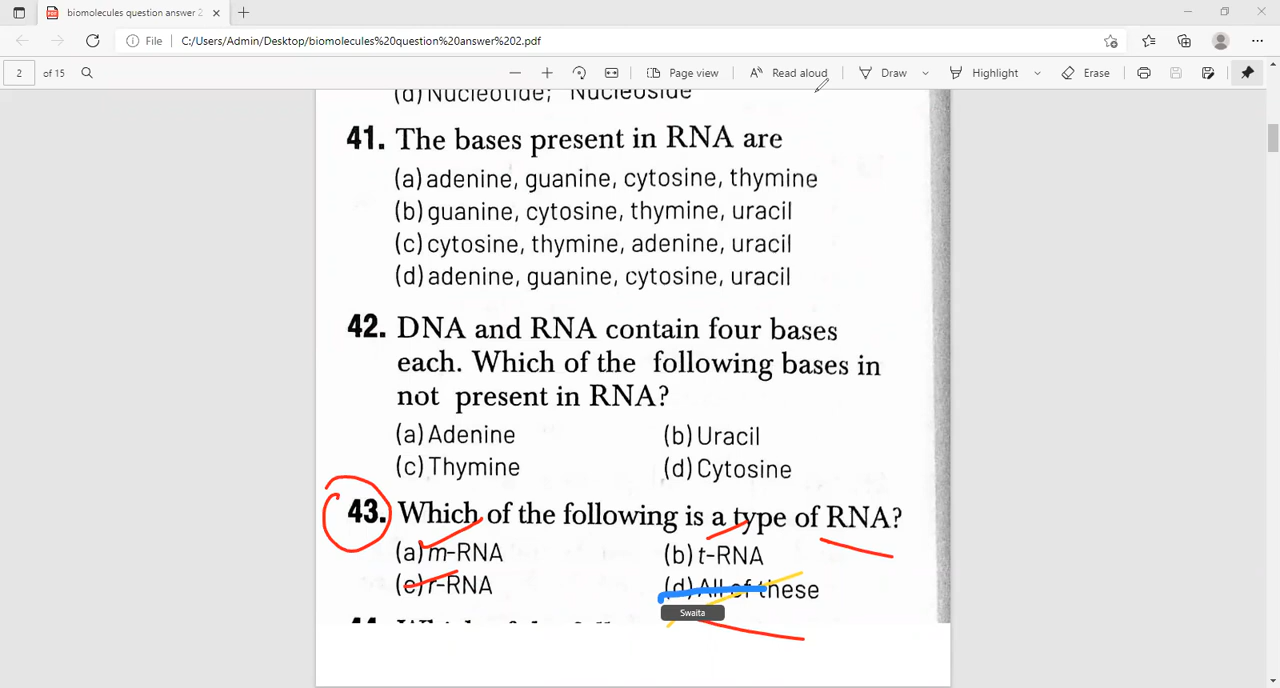 biomolecules question answer 2
File C:/Users/Admin/Desktop/biomolecules%20question%20answer%202.pdf
2 of 15 Page view Read aloud Draw Highlight Erase
(d) Nucleotide; Nucleoside
41. The bases present in RNA are
(a) adenine, guanine, cytosine, thymine
(b) guanine, cytosine, thymine, uracil
(c) cytosine, thymine, adenine, uracil
(d) adenine, guanine, cytosine, uracil
42. DNA and RNA contain four bases
each. Which of the following bases in
not present in RNA?
(a) Adenine (b) Uracil
(c) Thymine (d) Cytosine
43. Which of the following is a type of RNA?
(a) m-RNA (b) t-RNA
(c) r-RNA (d) All of these
Swaita
44. Which of the